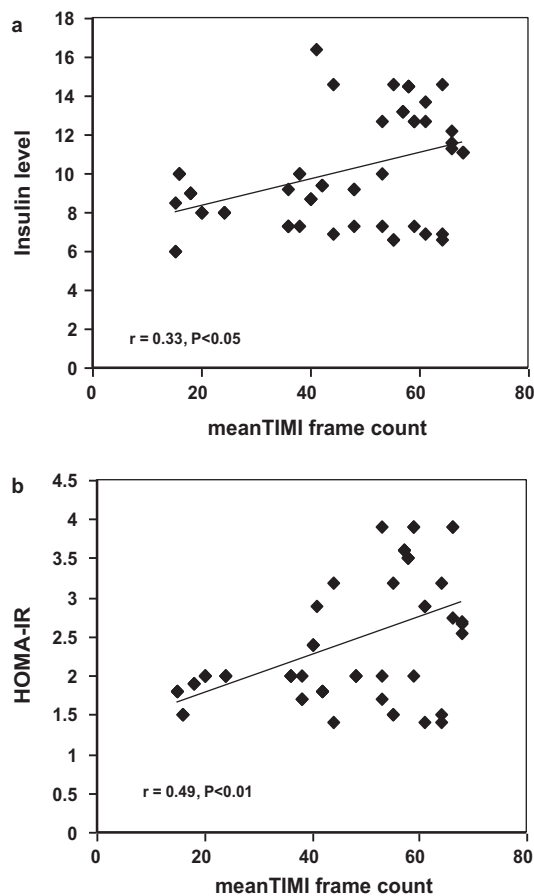 a
18
16
14
12
10
8
6
4
2
0
Insulin level
r = 0.33, P<0.05
0 20 40 60 80
meanTIMI frame count
b
4.5
4
3.5
3
2.5
2
1.5
1
0.5
0
HOMA-IR
r = 0.49, P<0.01
0 20 40 60 80
meanTIMI frame count